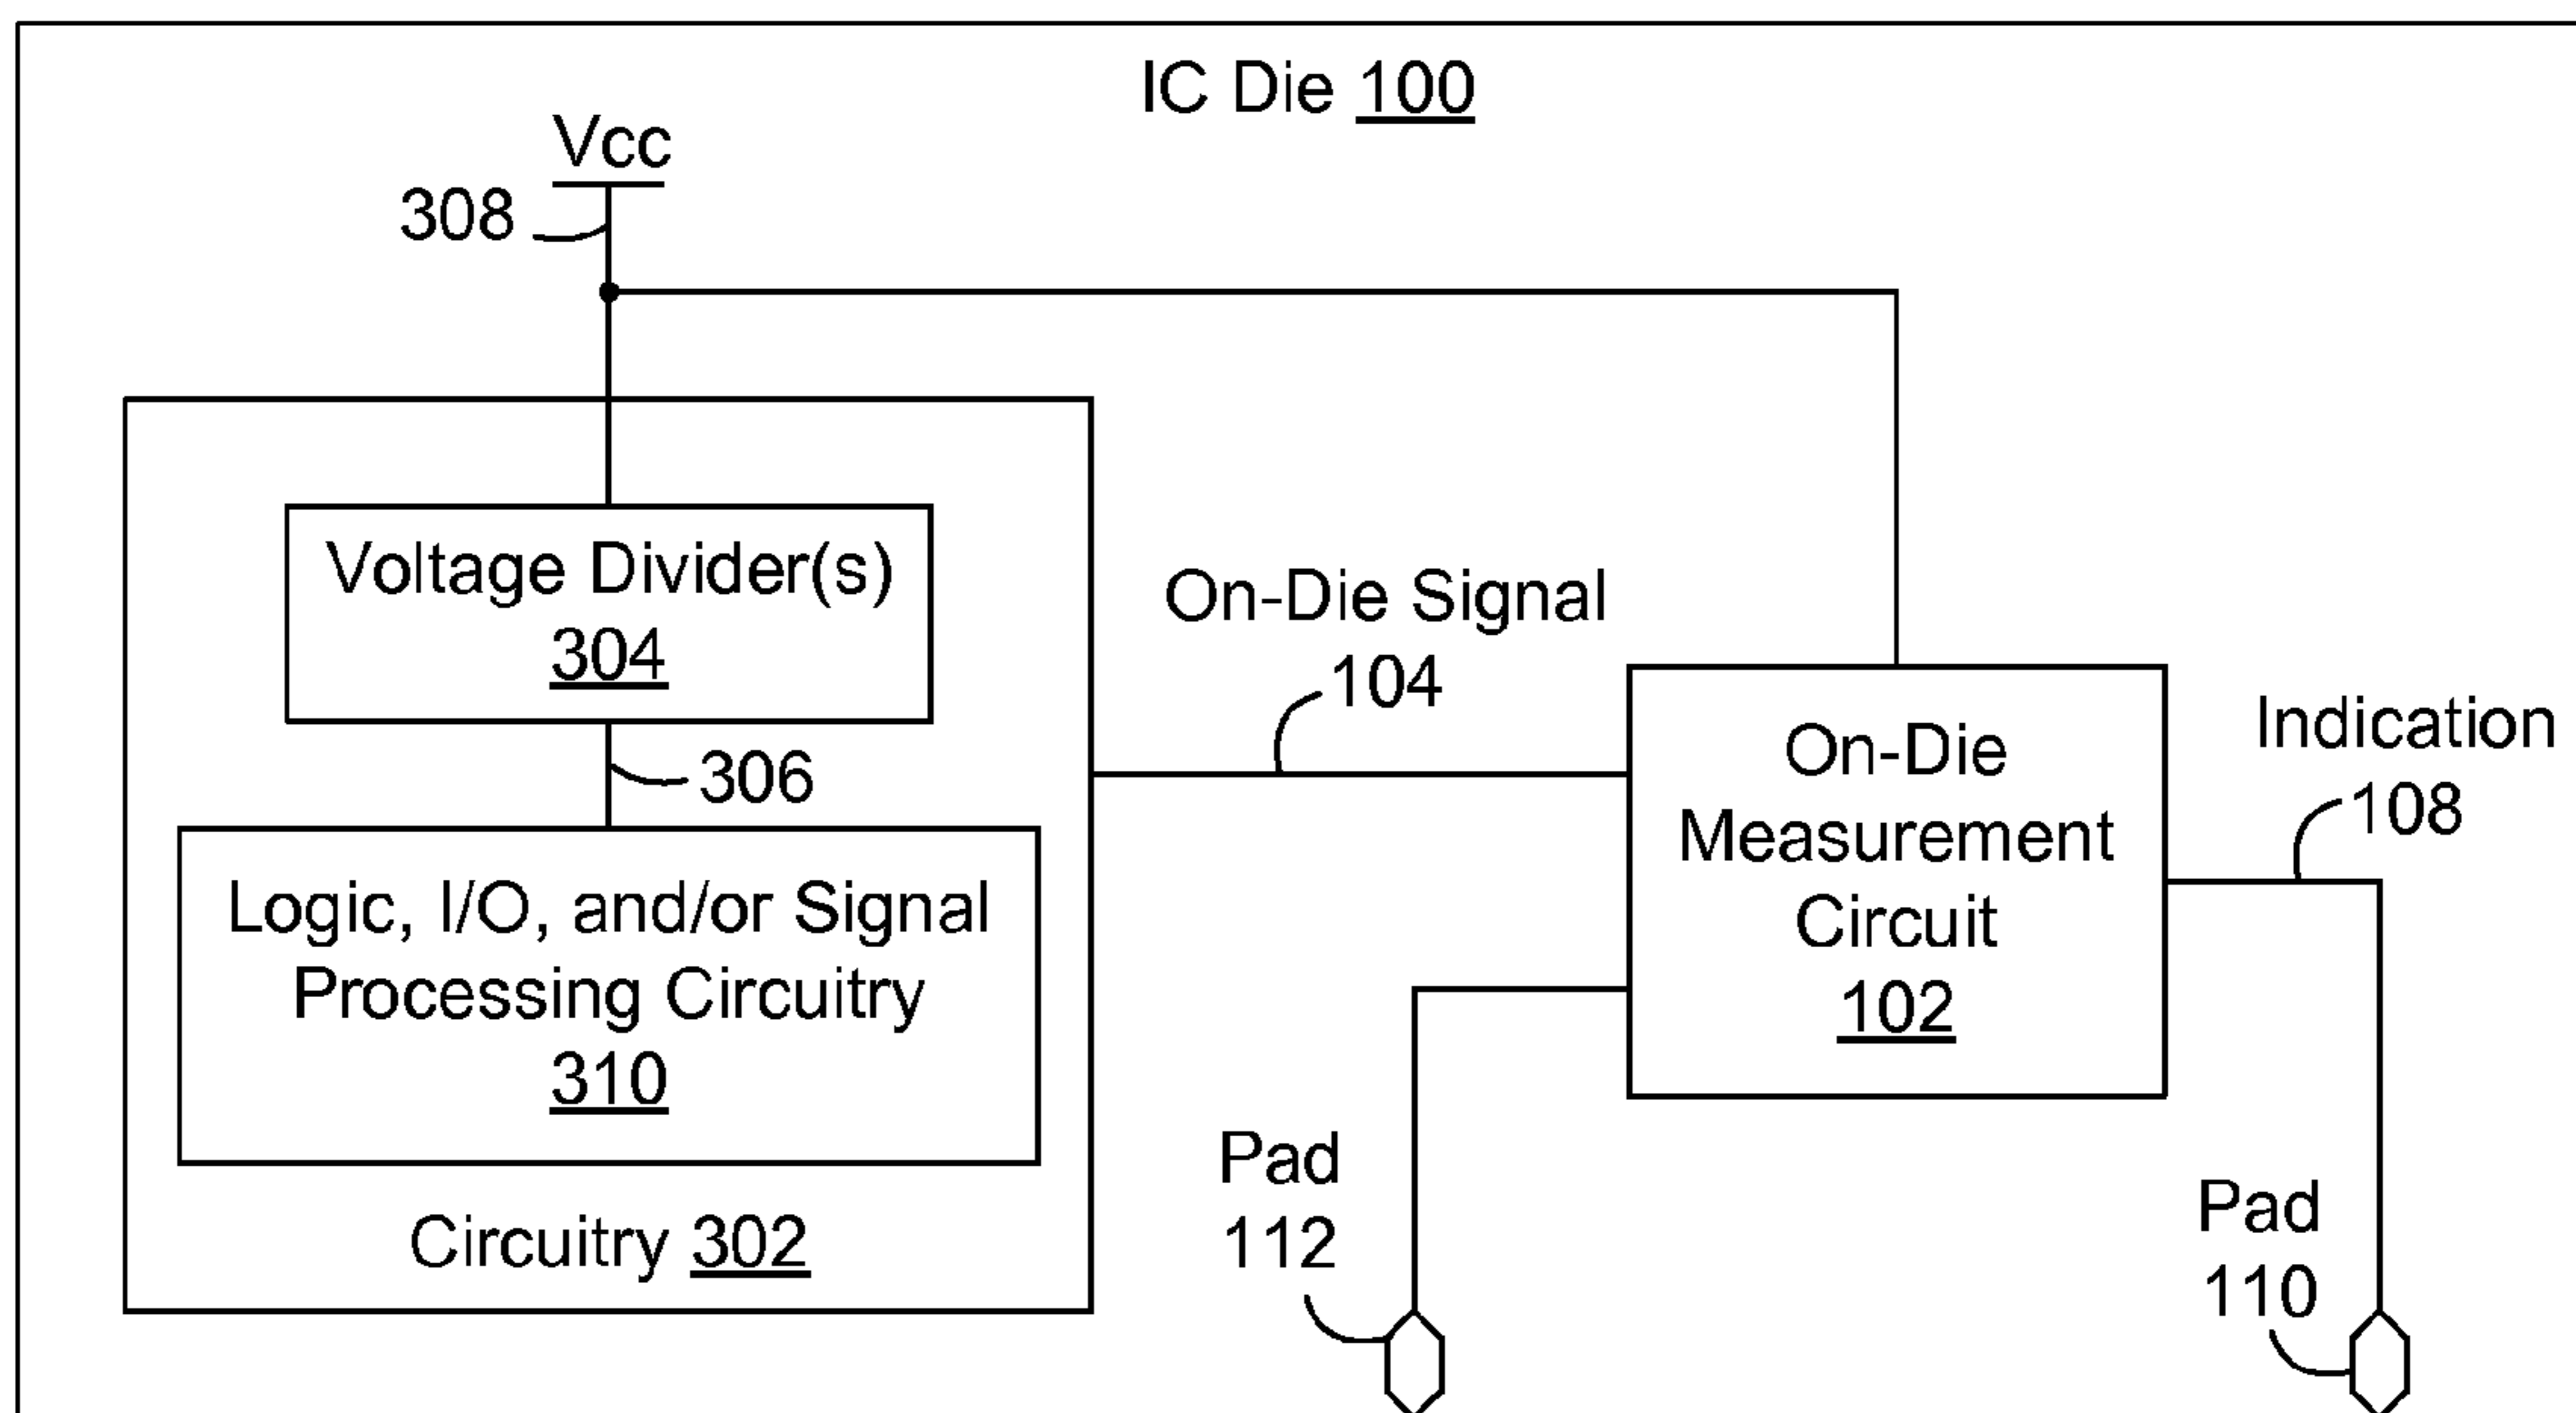 IC Die 100
Vcc
308
Voltage Divider(s)
304
306
Logic, I/O, and/or Signal
Processing Circuitry
310
Circuitry 302
On-Die Signal
104
On-Die
Measurement
Circuit
102
Indication
108
Pad
112
Pad
110